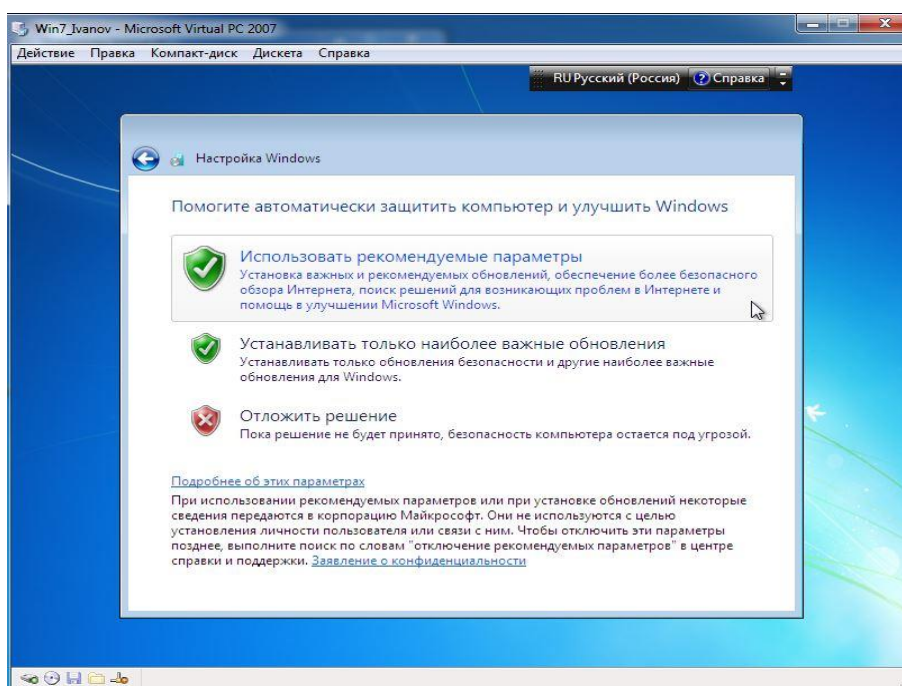 Win7_Ivanov - Microsoft Virtual PC 2007
Действие Правка Компакт-диск Дискета Справка
RU Русский (Россия) ? Справка
Настройка Windows
Помогите автоматически защитить компьютер и улучшить Windows
Использовать рекомендуемые параметры
Установка важных и рекомендуемых обновлений, обеспечение более безопасного
обзора Интернета, поиск решений для возникающих проблем в Интернете и
помощь в улучшении Microsoft Windows.
Устанавливать только наиболее важные обновления
Устанавливать только обновления безопасности и другие наиболее важные
обновления для Windows.
Отложить решение
Пока решение не будет принято, безопасность компьютера остается под угрозой.
Подробнее об этих параметрах
При использовании рекомендуемых параметров или при установке обновлений некоторые
сведения передаются в корпорацию Майкрософт. Они не используются с целью
установления личности пользователя или связи с ним. Чтобы отключить эти параметры
позднее, выполните поиск по словам "отключение рекомендуемых параметров" в центре
справки и поддержки. Заявление о конфиденциальности